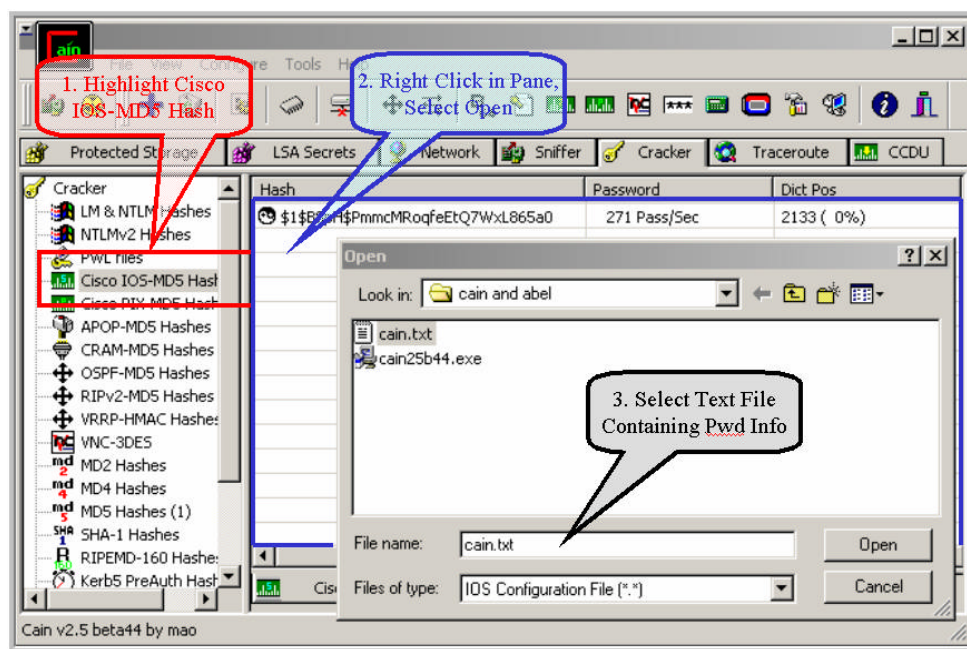 Cain
File View Configure Tools Help
1. Highlight Cisco
IOS-MD5 Hash
2. Right Click in Pane,
Select Open
Protected Storage
LSA Secrets
Network
Sniffer
Cracker
Traceroute
CCDU
Cracker
LM & NTLM Hashes
NTLMv2 Hashes
PWL files
Cisco IOS-MD5 Hash
Cisco PIX-MD5 Hash
APOP-MD5 Hashes
CRAM-MD5 Hashes
OSPF-MD5 Hashes
RIPv2-MD5 Hashes
VRRP-HMAC Hashes
VNC-3DES
MD2 Hashes
MD4 Hashes
MD5 Hashes (1)
SHA-1 Hashes
RIPEMD-160 Hashes
Kerb5 PreAuth Hash
Hash
Password
Dict Pos
271 Pass/Sec
2133 ( 0%)
Open
Look in:
cain and abel
cain.txt
cain25b44.exe
3. Select Text File
Containing Pwd Info
File name:
cain.txt
Open
Files of type:
IOS Configuration File (*.*)
Cancel
Cain v2.5 beta44 by mao